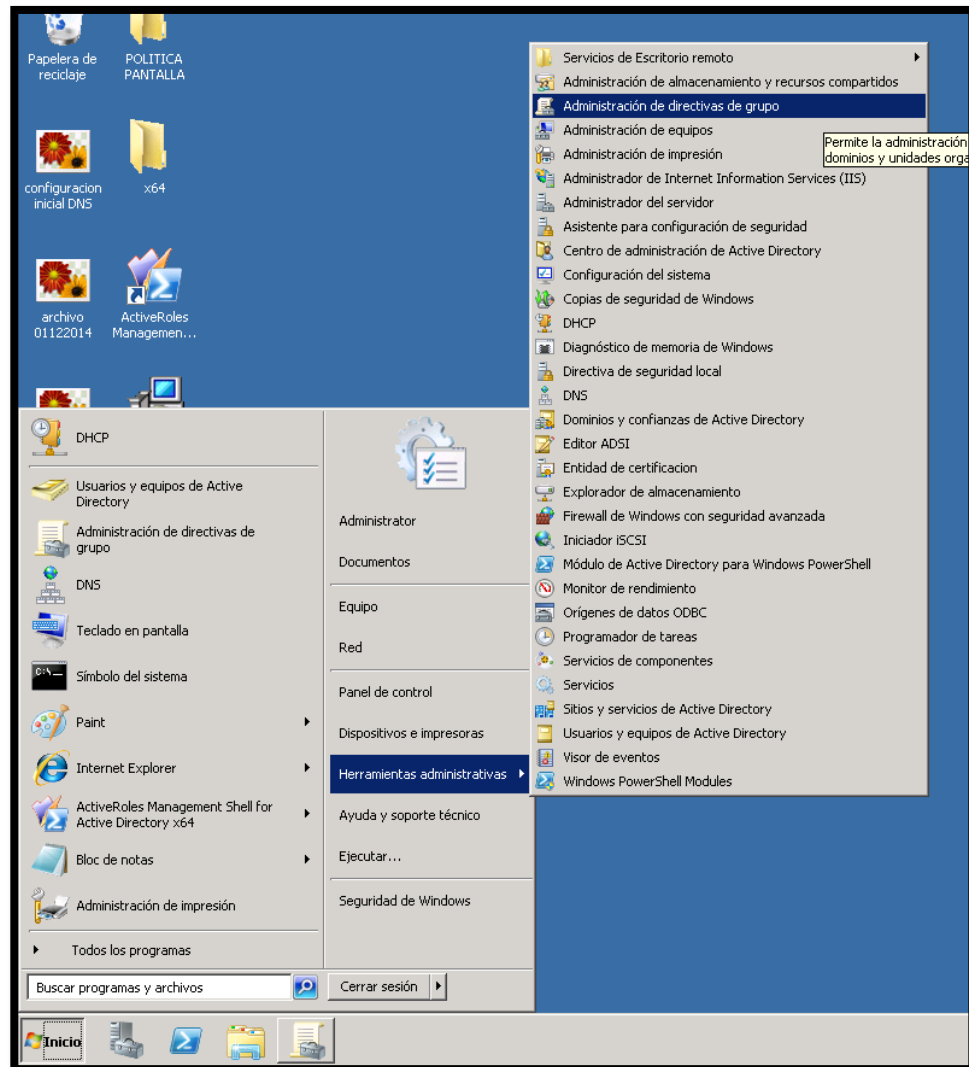 Papelera de
reciclaje
POLITICA
PANTALLA
configuracion
inicial DNS
x64
archivo
01122014
ActiveRoles
Managemen...
Servicios de Escritorio remoto
Administración de almacenamiento y recursos compartidos
Administración de directivas de grupo
Administración de equipos
Permite la administración
dominios y unidades orga
Administración de impresión
Administrador de Internet Information Services (IIS)
Administrador del servidor
Asistente para configuración de seguridad
Centro de administración de Active Directory
Configuración del sistema
Copias de seguridad de Windows
DHCP
Diagnóstico de memoria de Windows
Directiva de seguridad local
DNS
Dominios y confianzas de Active Directory
Editor ADSI
Entidad de certificacion
Explorador de almacenamiento
Firewall de Windows con seguridad avanzada
Iniciador iSCSI
Módulo de Active Directory para Windows PowerShell
Monitor de rendimiento
Orígenes de datos ODBC
Programador de tareas
Servicios de componentes
Servicios
Sitios y servicios de Active Directory
Usuarios y equipos de Active Directory
Visor de eventos
Windows PowerShell Modules
DHCP
Usuarios y equipos de Active
Directory
Administración de directivas de
grupo
DNS
Teclado en pantalla
C:\_
Símbolo del sistema
Paint
Internet Explorer
ActiveRoles Management Shell for
Active Directory x64
Bloc de notas
Administración de impresión
Todos los programas
Buscar programas y archivos
Administrator
Documentos
Equipo
Red
Panel de control
Dispositivos e impresoras
Herramientas administrativas
Ayuda y soporte técnico
Ejecutar...
Seguridad de Windows
Cerrar sesión
Inicio